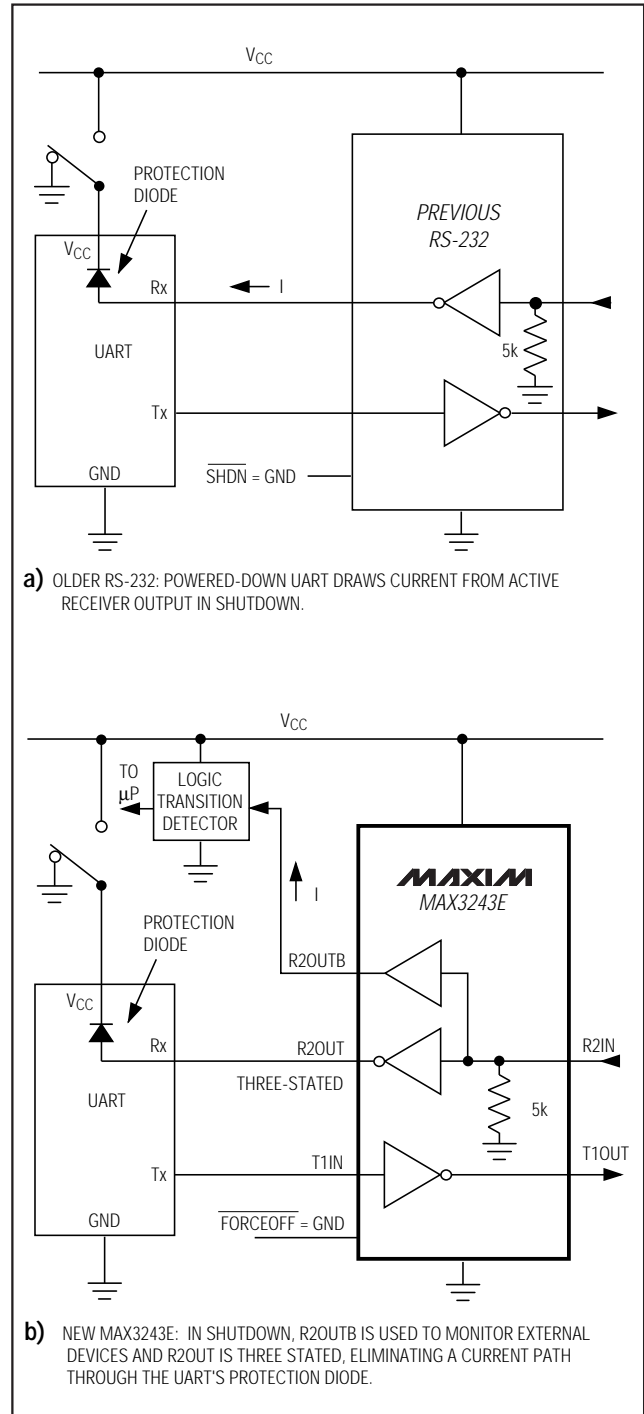 VCC
PROTECTION
DIODE
PREVIOUS
RS-232
VCC
Rx
I
5k
UART
Tx
GND
SHDN = GND
a) OLDER RS-232: POWERED-DOWN UART DRAWS CURRENT FROM ACTIVE
RECEIVER OUTPUT IN SHUTDOWN.
VCC
TO
µP
LOGIC
TRANSITION
DETECTOR
MAXIM
MAX3243E
I
PROTECTION
DIODE
R2OUTB
VCC
Rx
R2OUT
R2IN
THREE-STATED
5k
UART
Tx
T1IN
T1OUT
GND
FORCEOFF = GND
b) NEW MAX3243E: IN SHUTDOWN, R2OUTB IS USED TO MONITOR EXTERNAL
DEVICES AND R2OUT IS THREE STATED, ELIMINATING A CURRENT PATH
THROUGH THE UART'S PROTECTION DIODE.